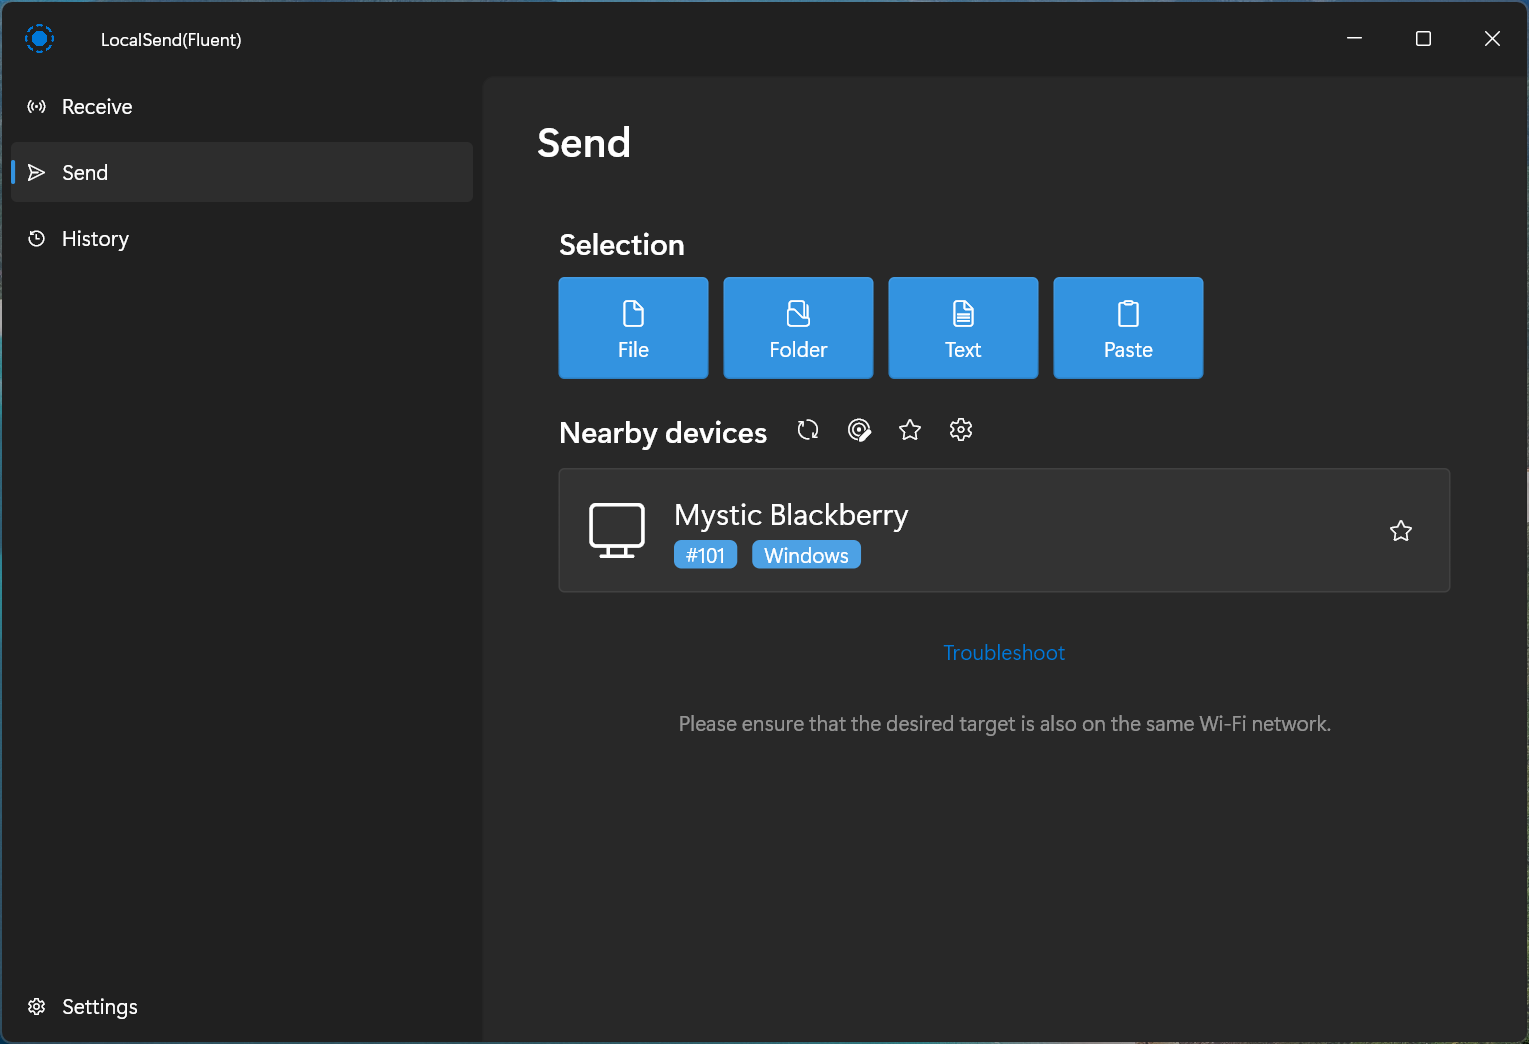 LocalSend(Fluent)
Receive
Send
History
Settings
Send
Selection
File
Folder
Text
Paste
Nearby devices
Mystic Blackberry
#101 Windows
Troubleshoot
Please ensure that the desired target is also on the same Wi-Fi network.